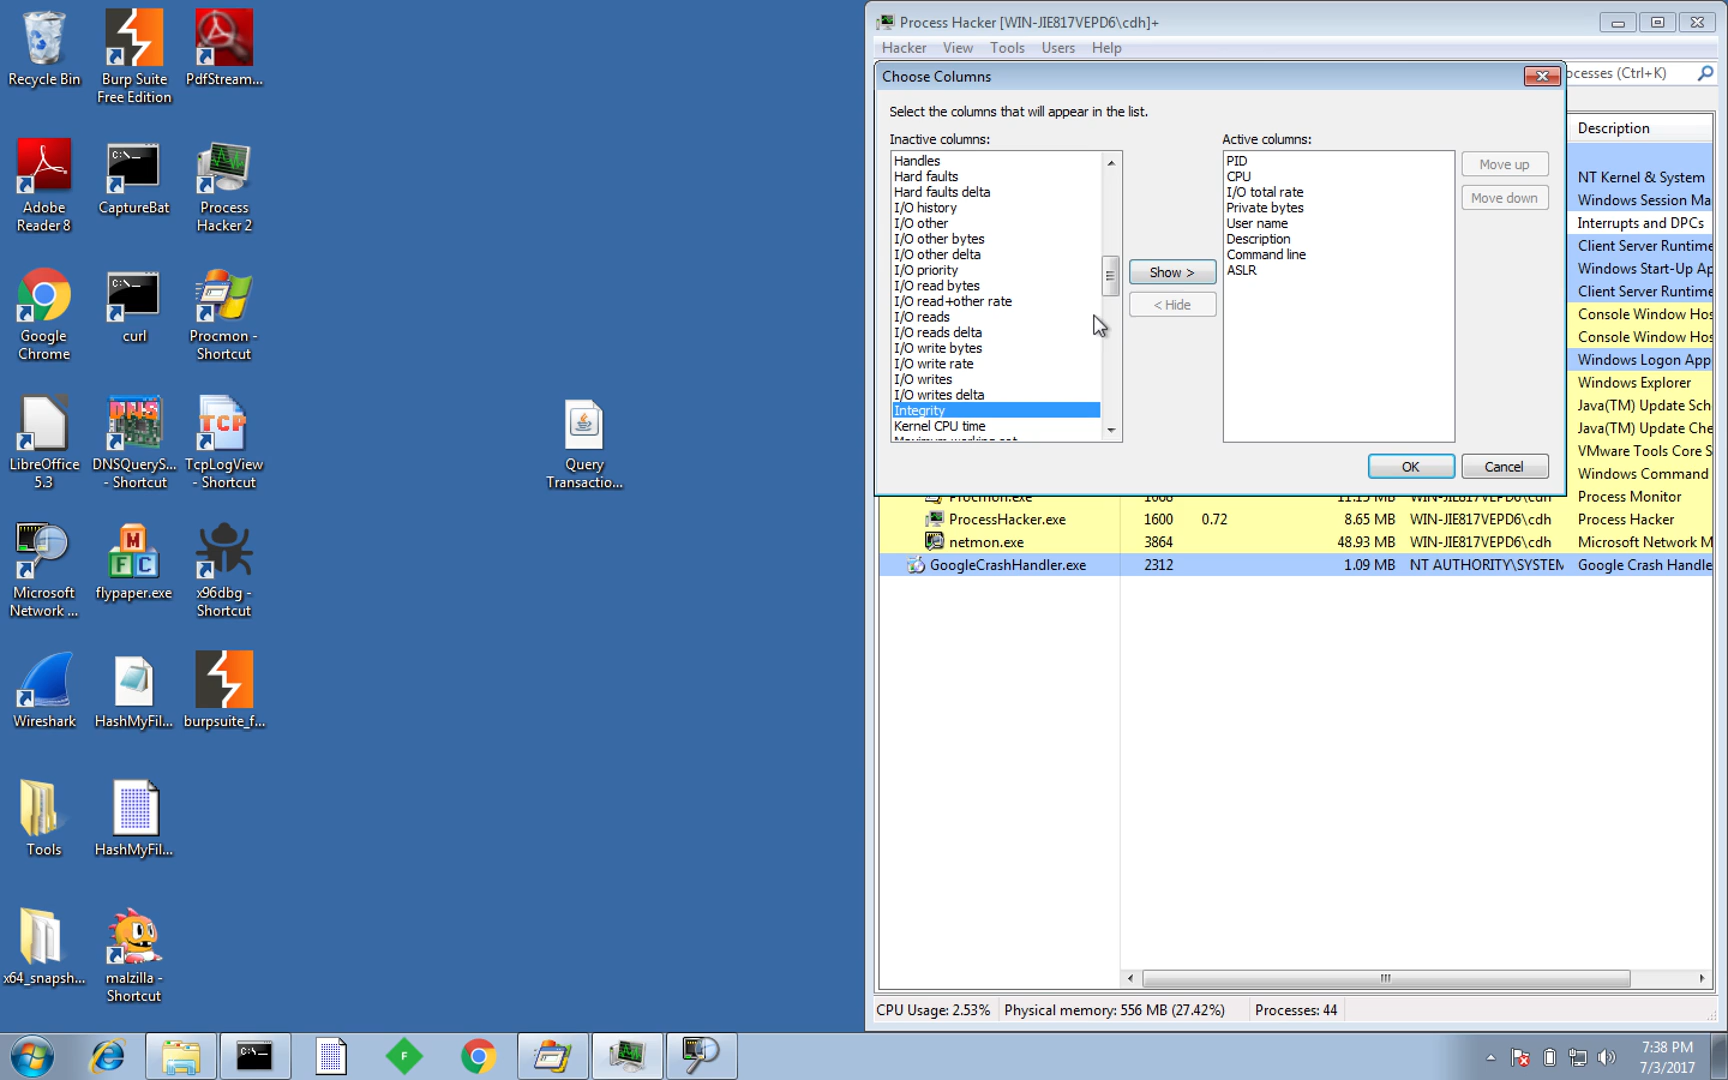 Recycle Bin
Burp Suite
Free Edition
PdfStream...
Adobe
Reader 8
CaptureBat
Process
Hacker 2
Google
Chrome
curl
Procmon -
Shortcut
LibreOffice
5.3
DNSQueryS...
- Shortcut
TcpLogView
- Shortcut
Microsoft
Network ...
flypaper.exe
x96dbg -
Shortcut
Wireshark
HashMyFil...
burpsuite_f...
Tools
HashMyFil...
x64_snapsh...
malzilla -
Shortcut
Query
Transactio...
Process Hacker [WIN-JIE817VEPD6\cdh]+
Hacker View Tools Users Help
ocesses (Ctrl+K)
Choose Columns
Select the columns that will appear in the list.
Inactive columns:
Handles
Hard faults
Hard faults delta
I/O history
I/O other
I/O other bytes
I/O other delta
I/O priority
I/O read bytes
I/O read+other rate
I/O reads
I/O reads delta
I/O write bytes
I/O write rate
I/O writes
I/O writes delta
Integrity
Kernel CPU time
Show >
< Hide
Active columns:
PID
CPU
I/O total rate
Private bytes
User name
Description
Command line
ASLR
Move up
Move down
OK
Cancel
Description
NT Kernel & System
Windows Session Ma
Interrupts and DPCs
Client Server Runtime
Windows Start-Up Ap
Client Server Runtime
Console Window Hos
Console Window Hos
Windows Logon App
Windows Explorer
Java(TM) Update Sch
Java(TM) Update Che
VMware Tools Core S
Windows Command
Procmon.exe 1668 11.15 MB WIN-JIE817VEPD6\cdh Process Monitor
ProcessHacker.exe 1600 0.72 8.65 MB WIN-JIE817VEPD6\cdh Process Hacker
netmon.exe 3864 48.93 MB WIN-JIE817VEPD6\cdh Microsoft Network M
GoogleCrashHandler.exe 2312 1.09 MB NT AUTHORITY\SYSTEM Google Crash Handle
CPU Usage: 2.53% Physical memory: 556 MB (27.42%) Processes: 44
7:38 PM
7/3/2017